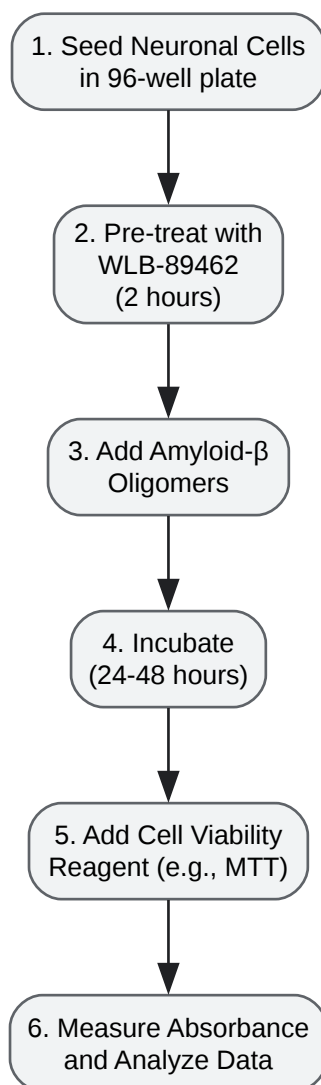 1. Seed Neuronal Cells
in 96-well plate
2. Pre-treat with
WLB-89462
(2 hours)
3. Add Amyloid-β
Oligomers
4. Incubate
(24-48 hours)
5. Add Cell Viability
Reagent (e.g., MTT)
6. Measure Absorbance
and Analyze Data